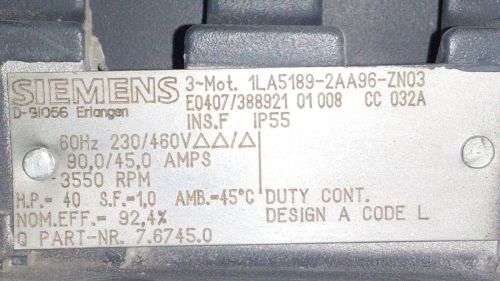 SIEMENS 3~Mot. 1LA5189-2AA96-ZN03
D-91056 Erlangen E0407/388921 01 008 CC 032A
INS.F IP55
60Hz 230/460V△△/△
90,0/45,0 AMPS
3550 RPM
H.P.= 40 S.F.=1,0 AMB.=45°C DUTY CONT.
NOM.EFF.= 92,4% DESIGN A CODE L
Q PART-NR. 7.6745.0